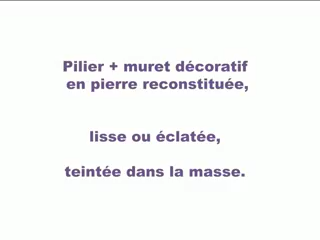 Pilier + muret décoratif
en pierre reconstituée,
lisse ou éclatée,
teintée dans la masse.